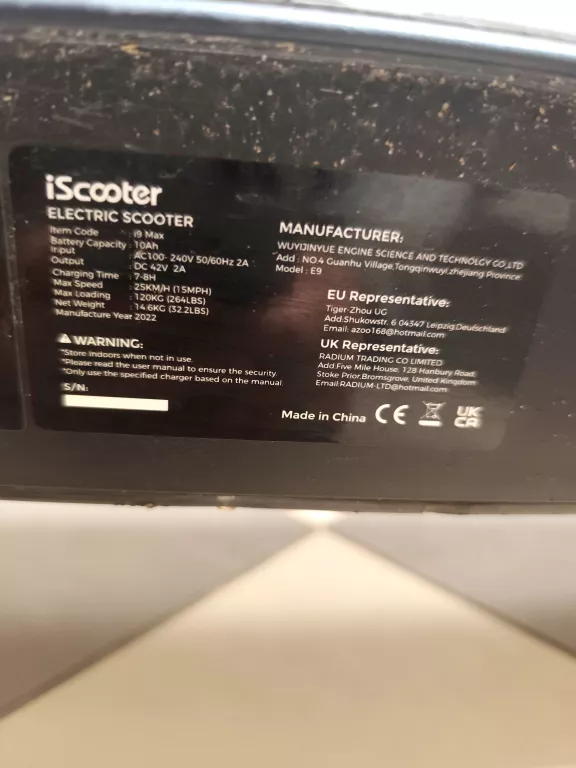 iScooter
ELECTRIC SCOOTER
Item Code : i9 Max
Battery Capacity : 10Ah
Input : AC100- 240V 50/60Hz 2A
Output : DC 42V 2A
Charging Time : 7-8H
Max Speed : 25KM/H (15MPH)
Max Loading : 120KG (264LBS)
Net Weight : 14.6KG (32.2LBS)
Manufacture Year 2022
WARNING:
*Store indoors when not in use.
*Please read the user manual to ensure the security.
*Only use the specified charger based on the manual.
S/N:
MANUFACTURER:
WUYIJINYUE ENGINE SCIENCE AND TECHNOLGY CO.,LTD
Add : NO.4 Guanhu Village,Tongqinwuyi,zhejiang Province
Model : E9
EU Representative:
Tiger-Zhou UG
Add.:Shukowstr. 6 04347 Leipzig,Deuschland
Email: azoo168@hotmail.com
UK Representative:
RADIUM TRADING CO LIMITED
Add.Five Mile House, 128 Hanbury Road,
Stoke Prior.Bromsgrove, United Kingdom
Email:RADIUM-LTD@hotmail.com
Made in China CE UK
CA